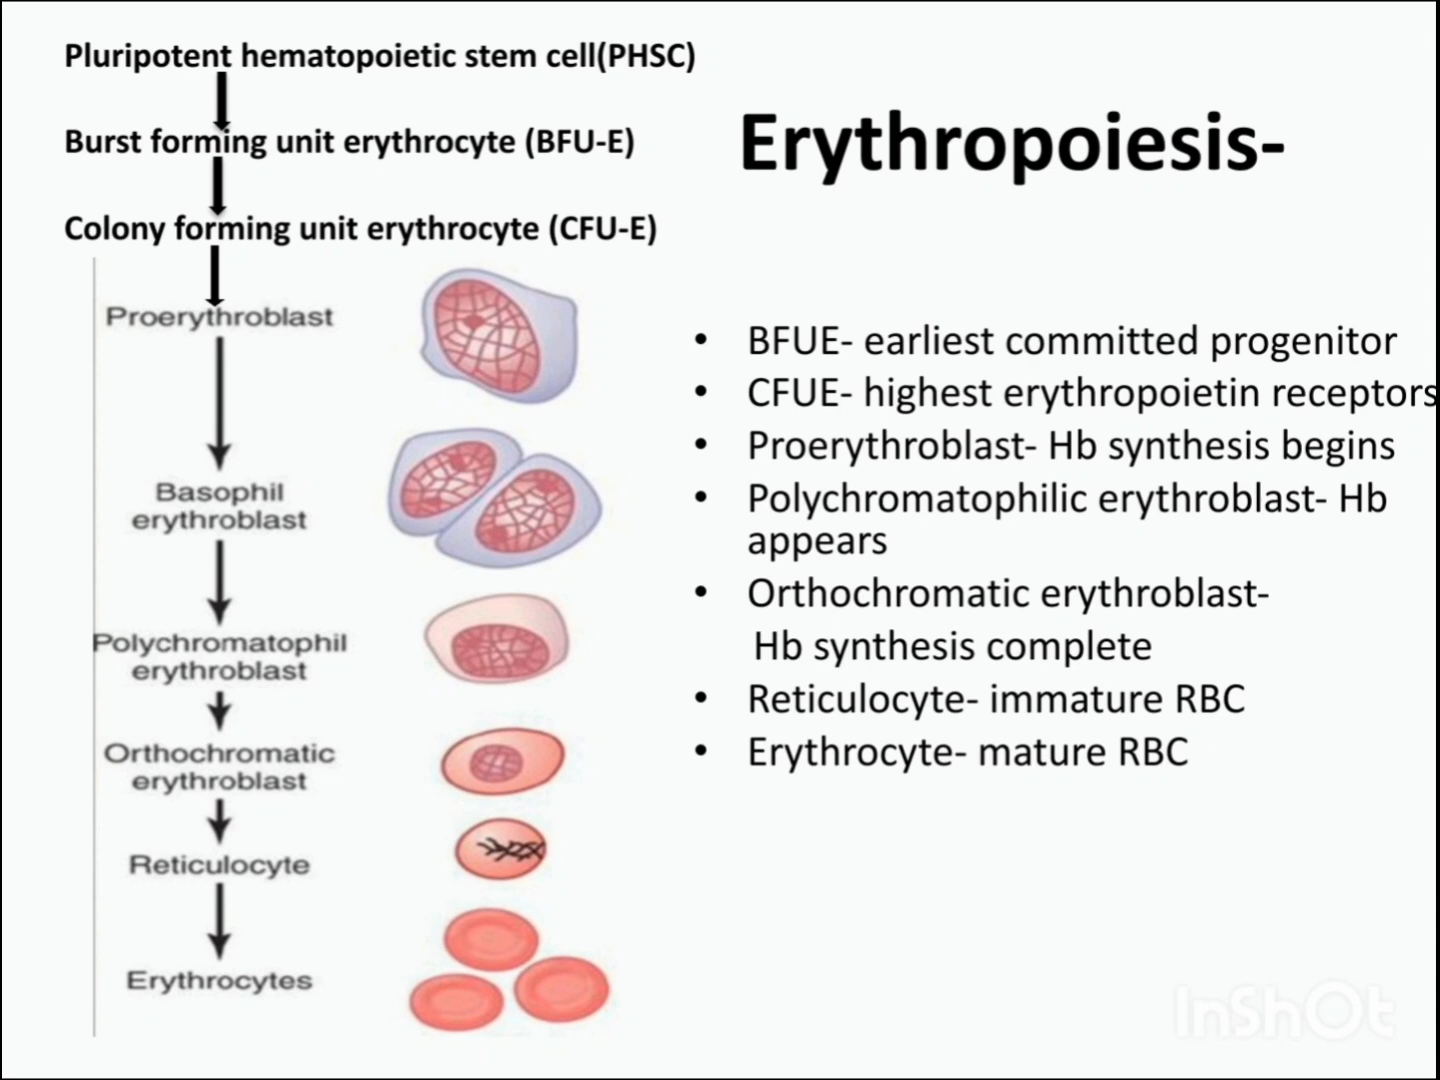 Pluripotent hematopoietic stem cell(PHSC)
Burst forming unit erythrocyte (BFU-E)
Colony forming unit erythrocyte (CFU-E)
Proerythroblast
Basophil
erythroblast
Polychromatophil
erythroblast
Orthochromatic
erythroblast
Reticulocyte
Erythrocytes
Erythropoiesis-
• BFUE- earliest committed progenitor
• CFUE- highest erythropoietin receptors
• Proerythroblast- Hb synthesis begins
• Polychromatophilic erythroblast- Hb
appears
• Orthochromatic erythroblast-
Hb synthesis complete
• Reticulocyte- immature RBC
• Erythrocyte- mature RBC
InShOt